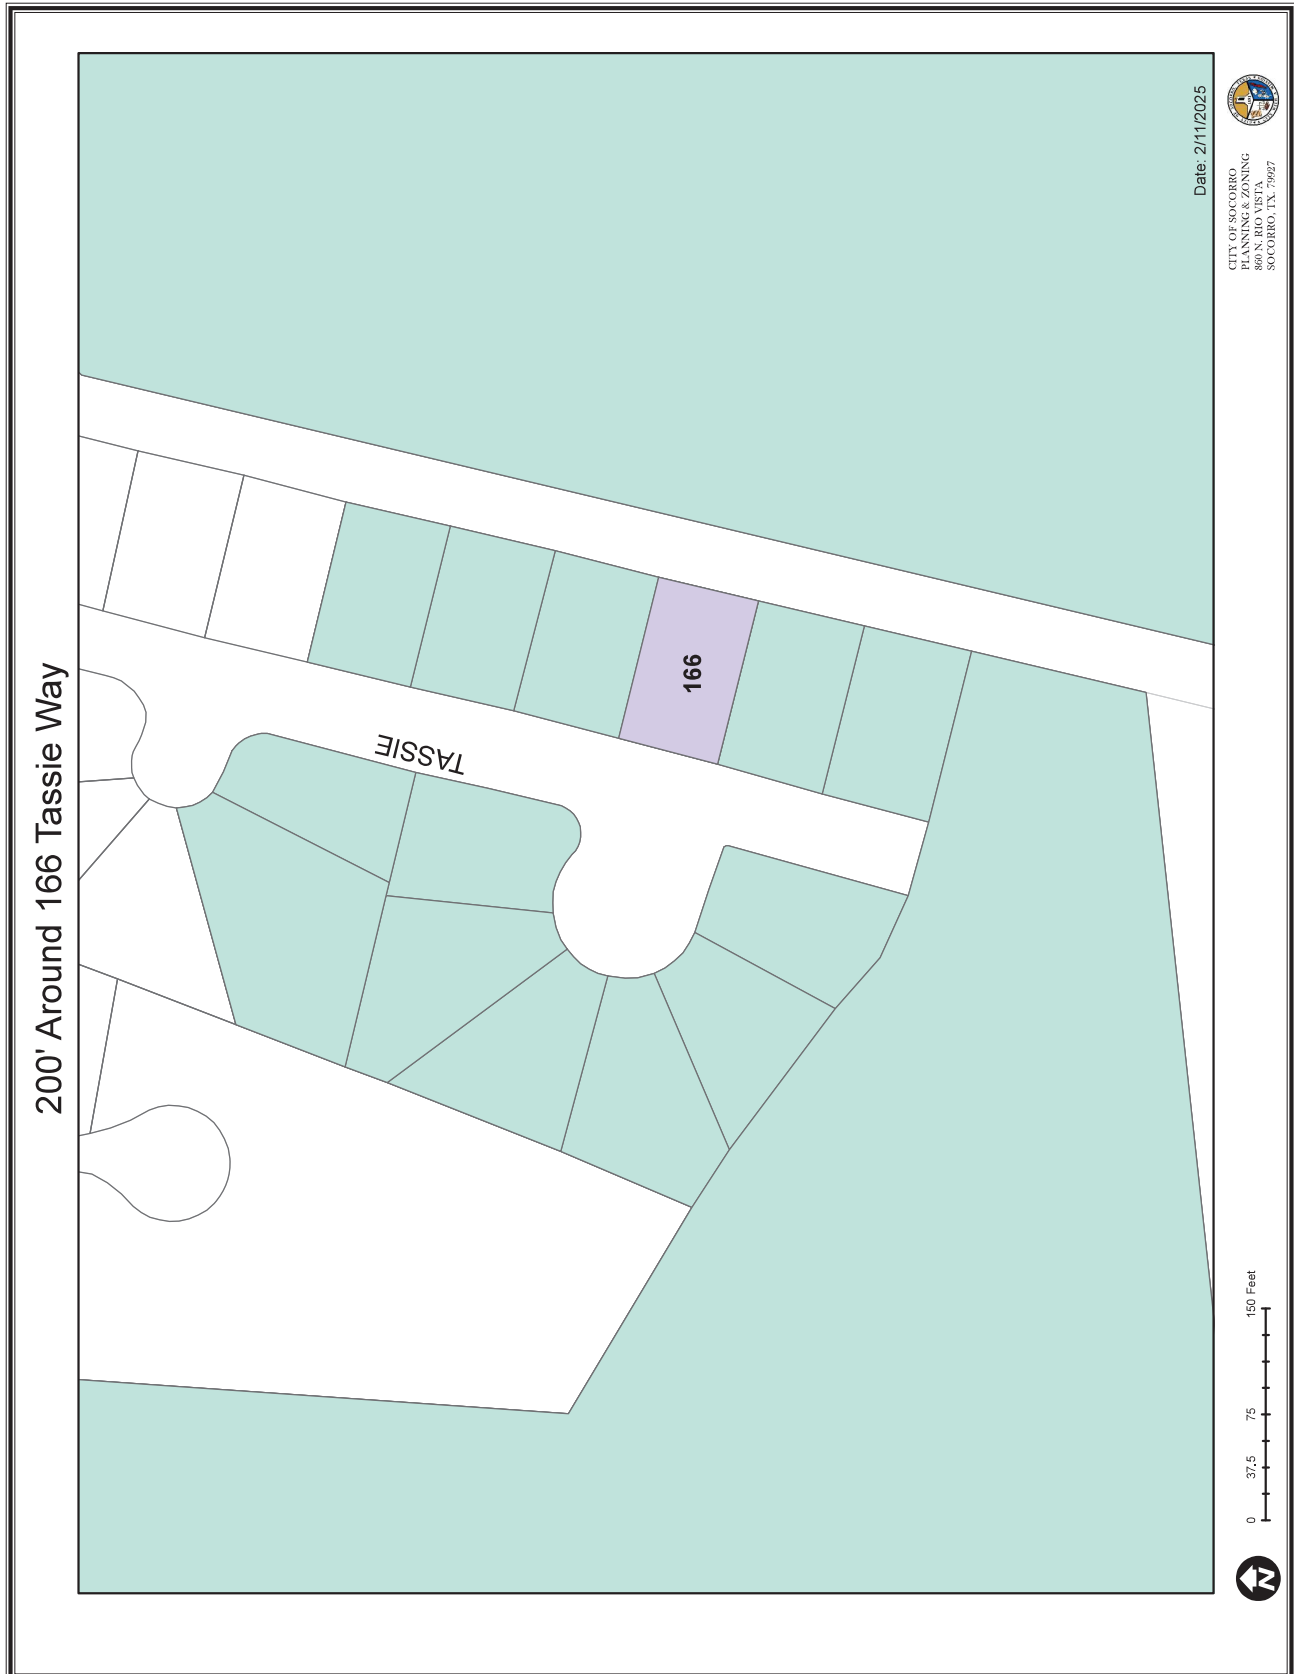 200' Around 166 Tassie Way
TASSIE
166
Date: 2/11/2025
0 37.5 75 150 Feet
N
CITY OF SOCORRO
PLANNING & ZONING
860 N. RIO VISTA
SOCORRO, TX. 79927